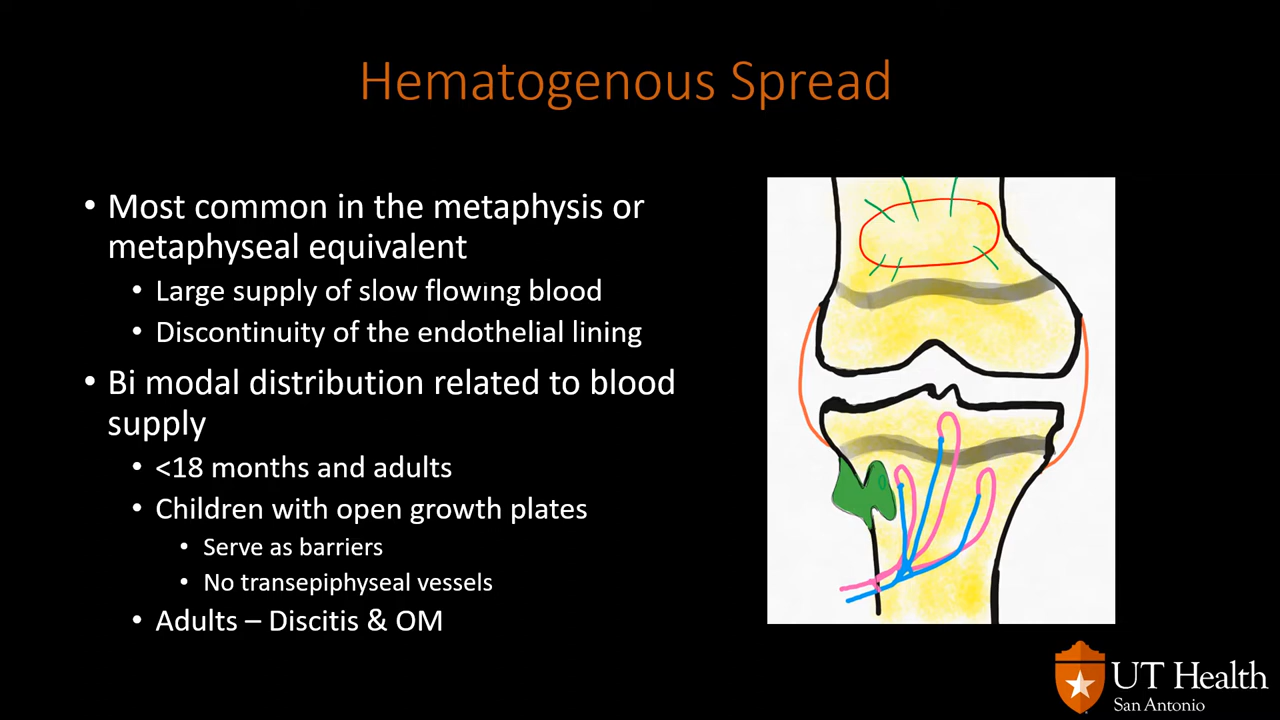 Hematogenous Spread
• Most common in the metaphysis or
metaphyseal equivalent
• Large supply of slow flowing blood
• Discontinuity of the endothelial lining
• Bi modal distribution related to blood
supply
• <18 months and adults
• Children with open growth plates
• Serve as barriers
• No transepiphyseal vessels
• Adults – Discitis & OM
UT Health
San Antonio